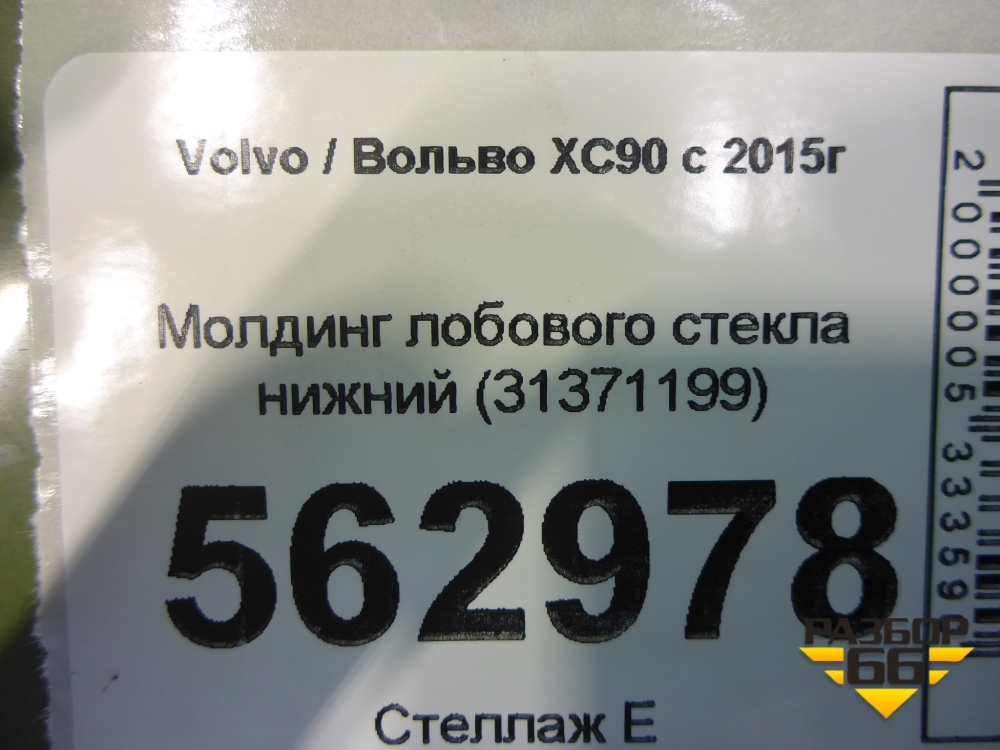 Volvo / Вольво XC90 с 2015г
Молдинг лобового стекла
нижний (31371199)
562978
Стеллаж E
2000005333598
РАЗБОР
66